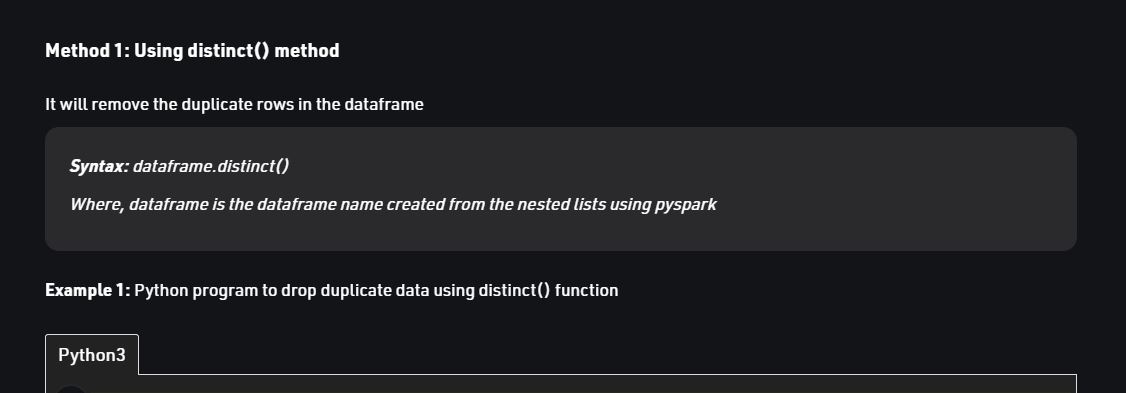 Method 1: Using distinct() method
It will remove the duplicate rows in the dataframe
Syntax: dataframe.distinct()
Where, dataframe is the dataframe name created from the nested lists using pyspark
Example 1: Python program to drop duplicate data using distinct() function
Python3